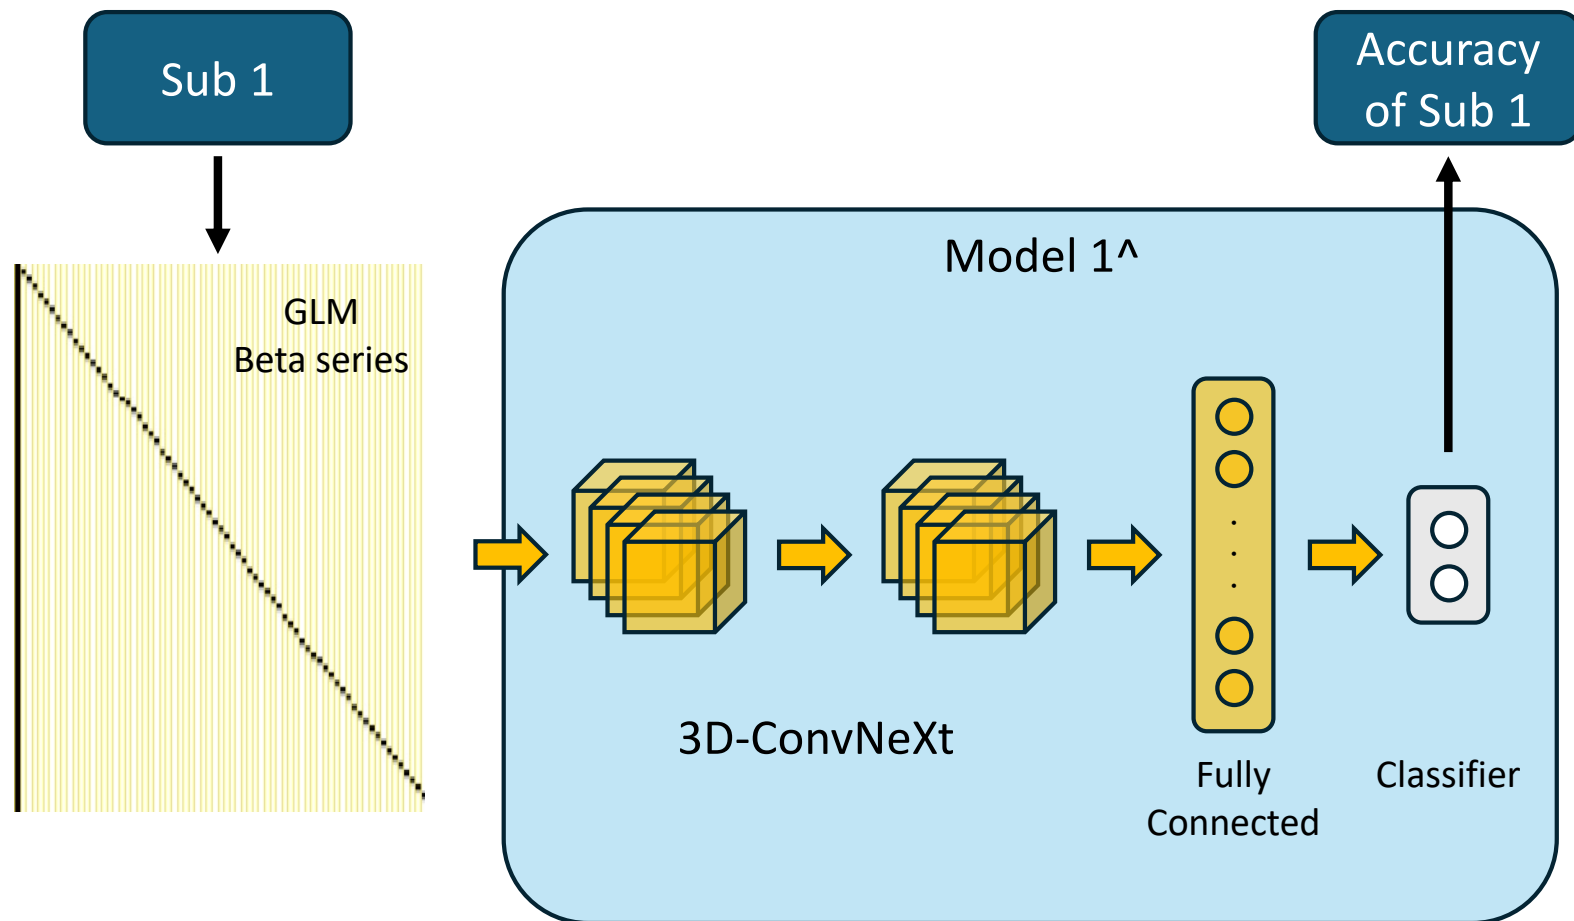 Sub 1
Accuracy
of Sub 1
Model 1^
GLM
Beta series
3D-ConvNeXt
Fully
Connected
Classifier